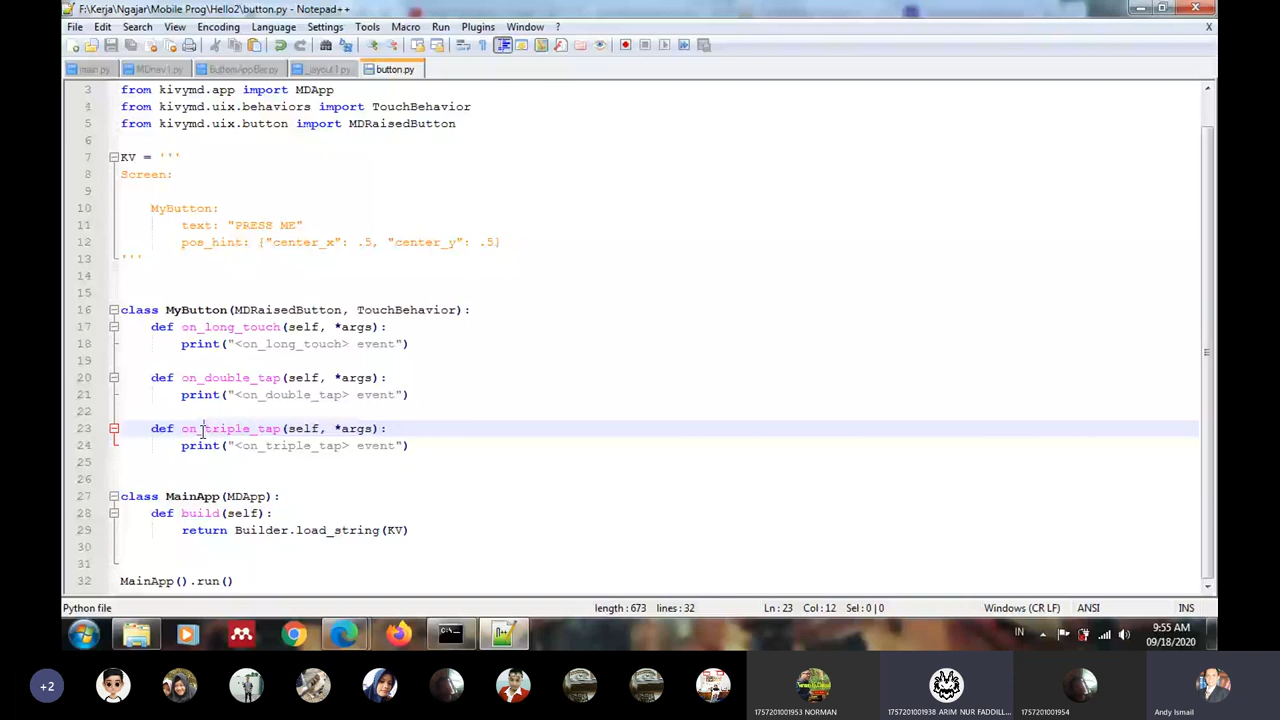 F:\Kerja\Ngajar\Mobile Prog\Hello2\button.py - Notepad++
File Edit Search View Encoding Language Settings Tools Macro Run Plugins Window ? X
main.py MDnav1.py ButtomAppBar.py _layout1.py button.py
3 from kivymd.app import MDApp
4 from kivymd.uix.behaviors import TouchBehavior
5 from kivymd.uix.button import MDRaisedButton
6
7 KV = '''
8 Screen:
9
10 MyButton:
11 text: "PRESS ME"
12 pos_hint: {"center_x": .5, "center_y": .5}
13 '''
14
15
16 class MyButton(MDRaisedButton, TouchBehavior):
17 def on_long_touch(self, *args):
18 print("<on_long_touch> event")
19
20 def on_double_tap(self, *args):
21 print("<on_double_tap> event")
22
23 def on_triple_tap(self, *args):
24 print("<on_triple_tap> event")
25
26
27 class MainApp(MDApp):
28 def build(self):
29 return Builder.load_string(KV)
30
31
32 MainApp().run()
Python file length : 673 lines : 32 Ln : 23 Col : 12 Sel : 0 | 0 Windows (CR LF) ANSI INS
IN 9:55 AM
09/18/2020
+2 1757201001953 NORMAN 1757201001938 ARIM NUR FADDILL... 1757201001954 Andy Ismail